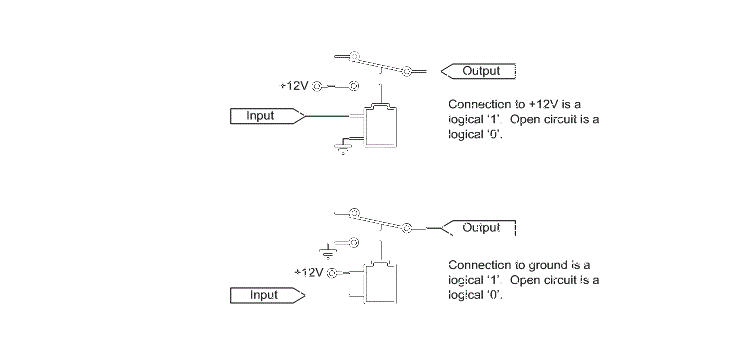 Output
+12V
Connection to +12V is a
Input
logical '1'. Open circuit is a
logical '0'.
Output
+12V
Connection to ground is a
logical '1'. Open circuit is a
Input
logical '0'.